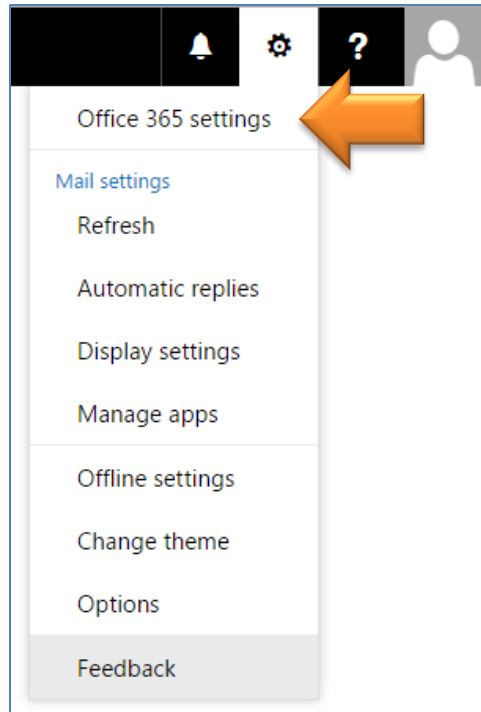 ?
Office 365 settings
Mail settings
Refresh
Automatic replies
Display settings
Manage apps
Offline settings
Change theme
Options
Feedback